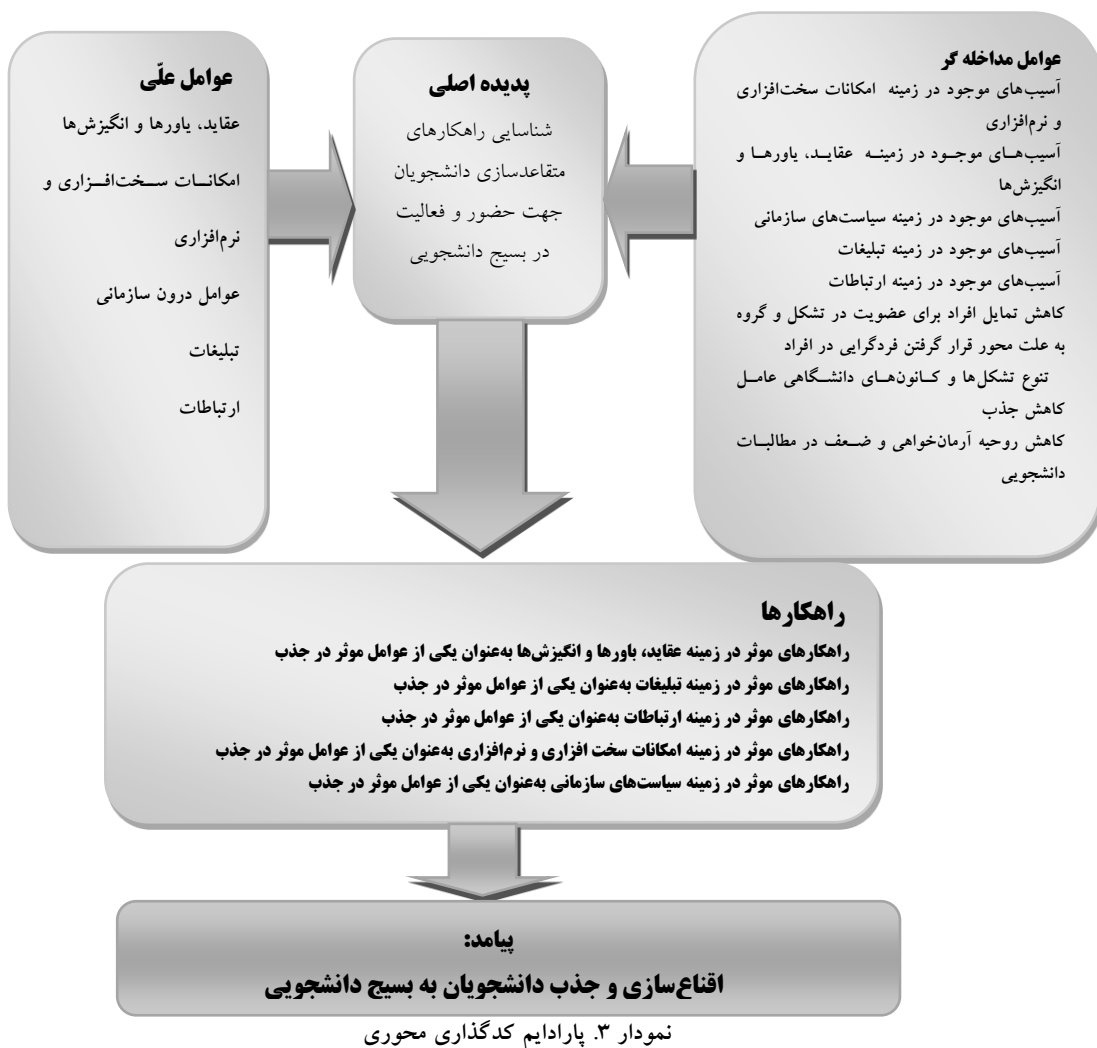 عوامل مداخله گر
آسیب‌های موجود در زمینه امکانات سخت‌افزاری
و نرم‌افزاری
آسیب‌های موجود در زمینه عقاید، یاورها و
انگیزش‌ها
آسیب‌های موجود در زمینه سیاست‌های سازمانی
آسیب‌های موجود در زمینه تبلیغات
آسیب‌های موجود در زمینه ارتباطات
کاهش تمایل افراد برای عضویت در تشکل و گروه
به علت محور قرار گرفتن فردگرایی در افراد
تنوع تشکل‌ها و کانون‌های دانشگاهی عامل
کاهش جذب
کاهش روحیه آرمان‌خواهی و ضعف در مطالبات
دانشجویی
پدیده اصلی
شناسایی راهکارهای
متقاعدسازی دانشجویان
جهت حضور و فعالیت
در بسیج دانشجویی
عوامل علّی
عقاید، یاورها و انگیزش‌ها
امکانات سخت‌افزاری و
نرم‌افزاری
عوامل درون سازمانی
تبلیغات
ارتباطات
راهکارها
راهکارهای موثر در زمینه عقاید، باورها و انگیزش‌ها به‌عنوان یکی از عوامل موثر در جذب
راهکارهای موثر در زمینه تبلیغات به‌عنوان یکی از عوامل موثر در جذب
راهکارهای موثر در زمینه ارتباطات به‌عنوان یکی از عوامل موثر در جذب
راهکارهای موثر در زمینه امکانات سخت افزاری و نرم‌افزاری به‌عنوان یکی از عوامل موثر در جذب
راهکارهای موثر در زمینه سیاست‌های سازمانی به‌عنوان یکی از عوامل موثر در جذب
پیامد:
اقناع‌سازی و جذب دانشجویان به بسیج دانشجویی
نمودار ۳. پارادایم کدگذاری محوری